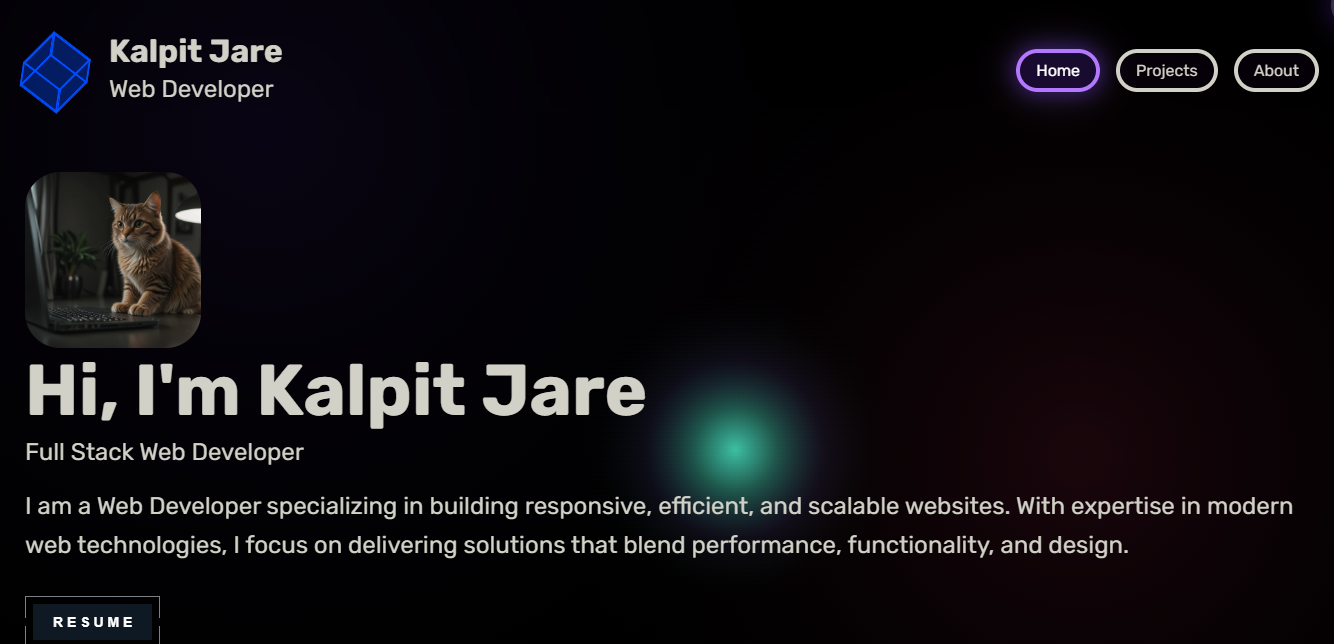 Kalpit Jare
Web Developer
Home
Projects
About
Hi, I'm Kalpit Jare
Full Stack Web Developer
I am a Web Developer specializing in building responsive, efficient, and scalable websites. With expertise in modern
web technologies, I focus on delivering solutions that blend performance, functionality, and design.
RESUME